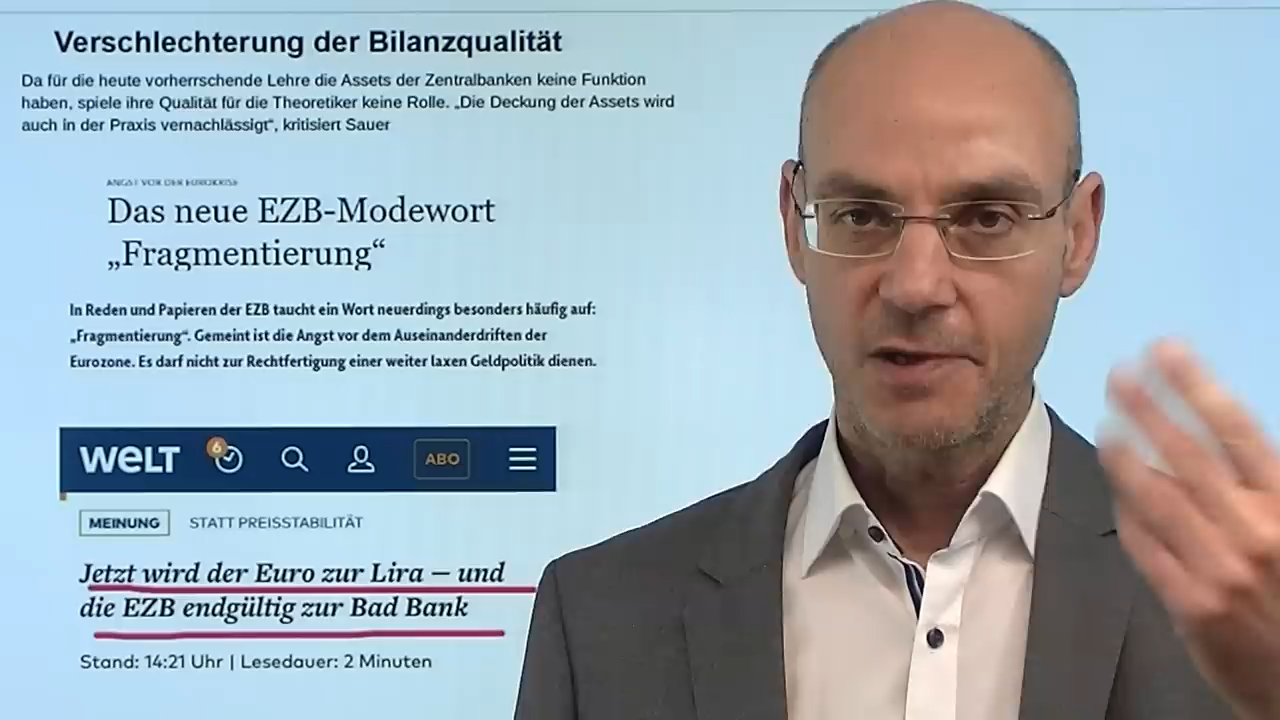 Verschlechterung der Bilanzqualität
Da für die heute vorherrschende Lehre die Assets der Zentralbanken keine Funktion
haben, spiele ihre Qualität für die Theoretiker keine Rolle. „Die Deckung der Assets wird
auch in der Praxis vernachlässigt“, kritisiert Sauer
ANGST VOR DER EUROKRISE
Das neue EZB-Modewort
„Fragmentierung“
In Reden und Papieren der EZB taucht ein Wort neuerdings besonders häufig auf:
„Fragmentierung“. Gemeint ist die Angst vor dem Auseinanderdriften der
Eurozone. Es darf nicht zur Rechtfertigung einer weiter laxen Geldpolitik dienen.
WELT 6 ABO
MEINUNG STATT PREISSTABILITÄT
Jetzt wird der Euro zur Lira – und
die EZB endgültig zur Bad Bank
Stand: 14:21 Uhr | Lesedauer: 2 Minuten